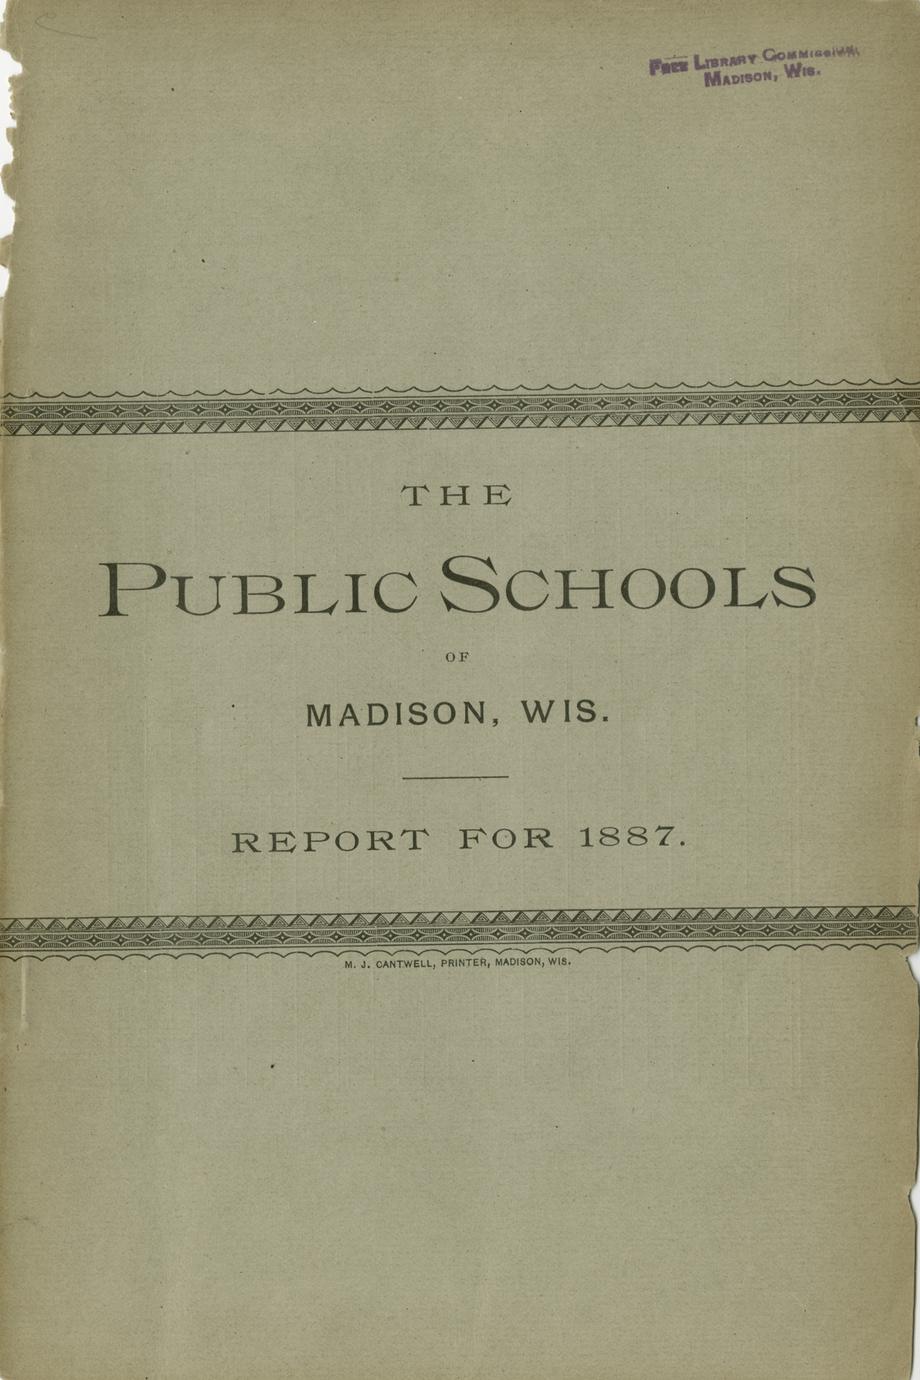 Free Library Commission,
Madison, Wis.
THE
PUBLIC SCHOOLS
OF
MADISON, WIS.
REPORT FOR 1887.
M. J. CANTWELL, PRINTER, MADISON, WIS.